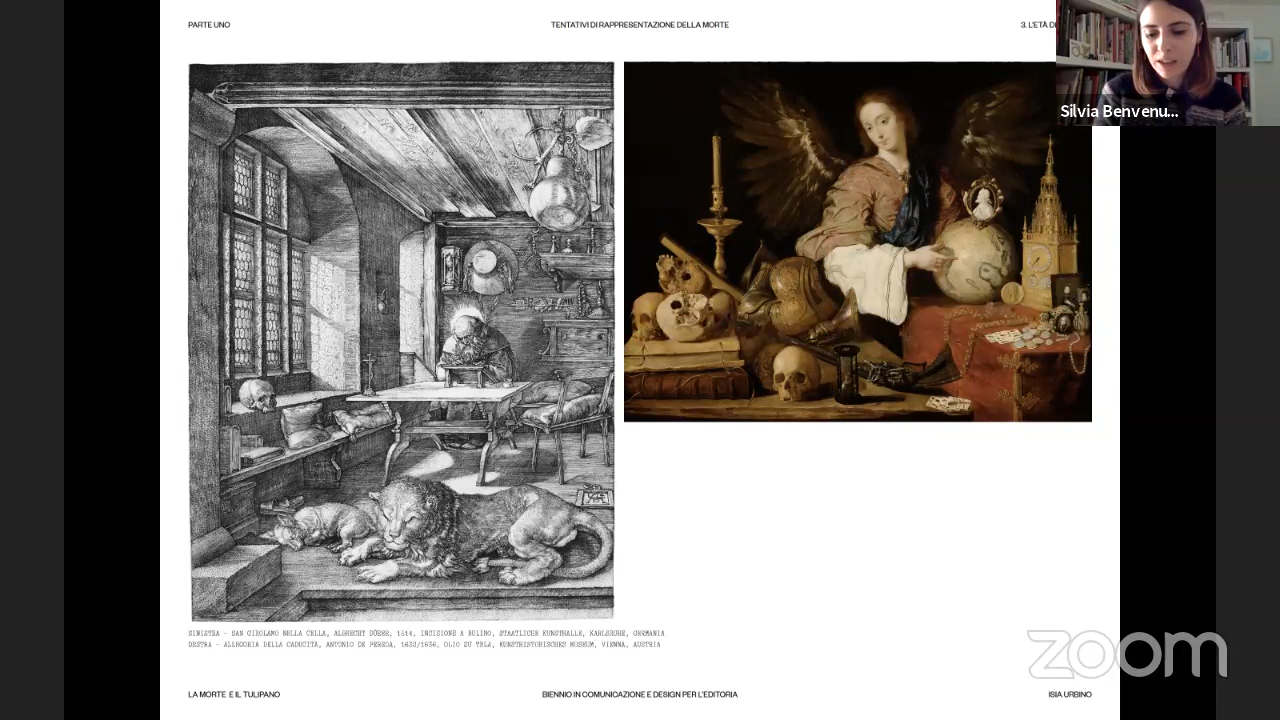 PARTE UNO
TENTATIVI DI RAPPRESENTAZIONE DELLA MORTE
3. L'ETÀ
Silvia Benvenu...
SINISTRA - SAN GIROLAMO NELLA CELLA, ALBRECHT DÜRER, 1514, INCISIONE A BULINO, STAATLICHE KUNSTHALLE, KARLSRUHE, GERMANIA
DESTRA - ALLEGORIA DELLA CADUCITÀ, ANTONIO DE PEREDA, 1632/1636, OLIO SU TELA, KUNSTHISTORISCHES MUSEUM, VIENNA, AUSTRIA
zoom
LA MORTE E IL TULIPANO
BIENNIO IN COMUNICAZIONE E DESIGN PER L'EDITORIA
ISIA URBINO